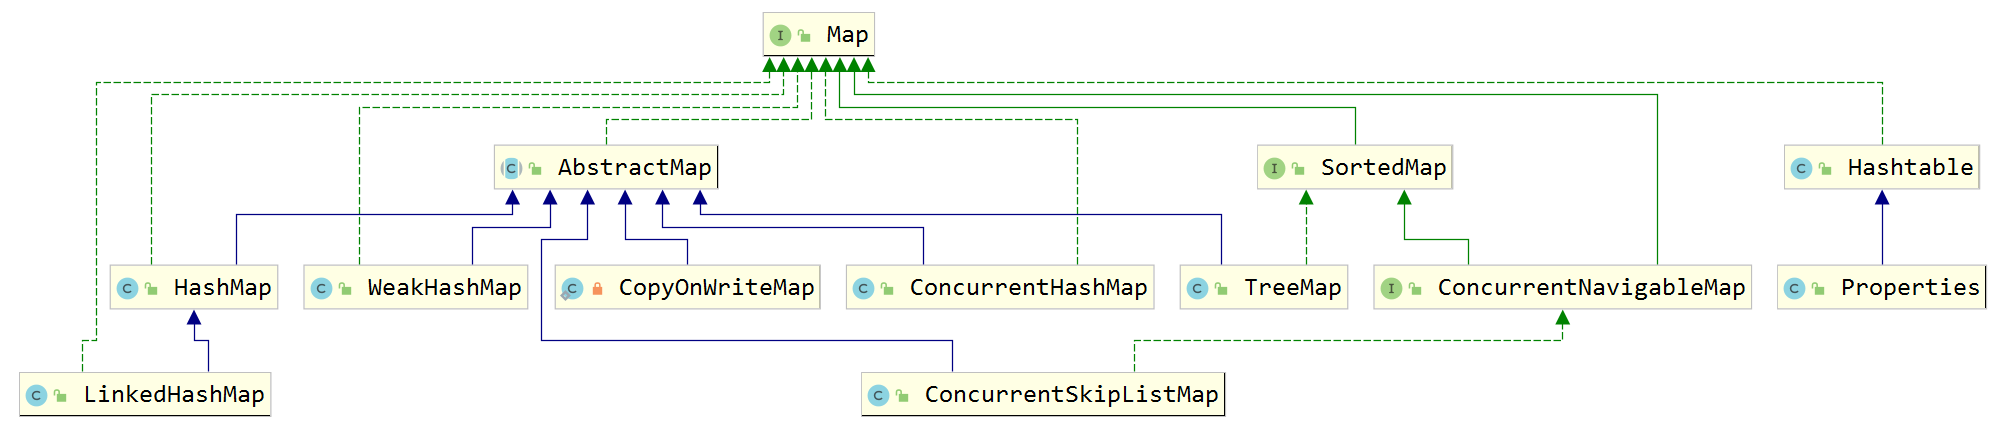 I Map
C AbstractMap
I SortedMap
C Hashtable
C HashMap
C WeakHashMap
C CopyOnWriteMap
C ConcurrentHashMap
C TreeMap
I ConcurrentNavigableMap
C Properties
C LinkedHashMap
C ConcurrentSkipListMap